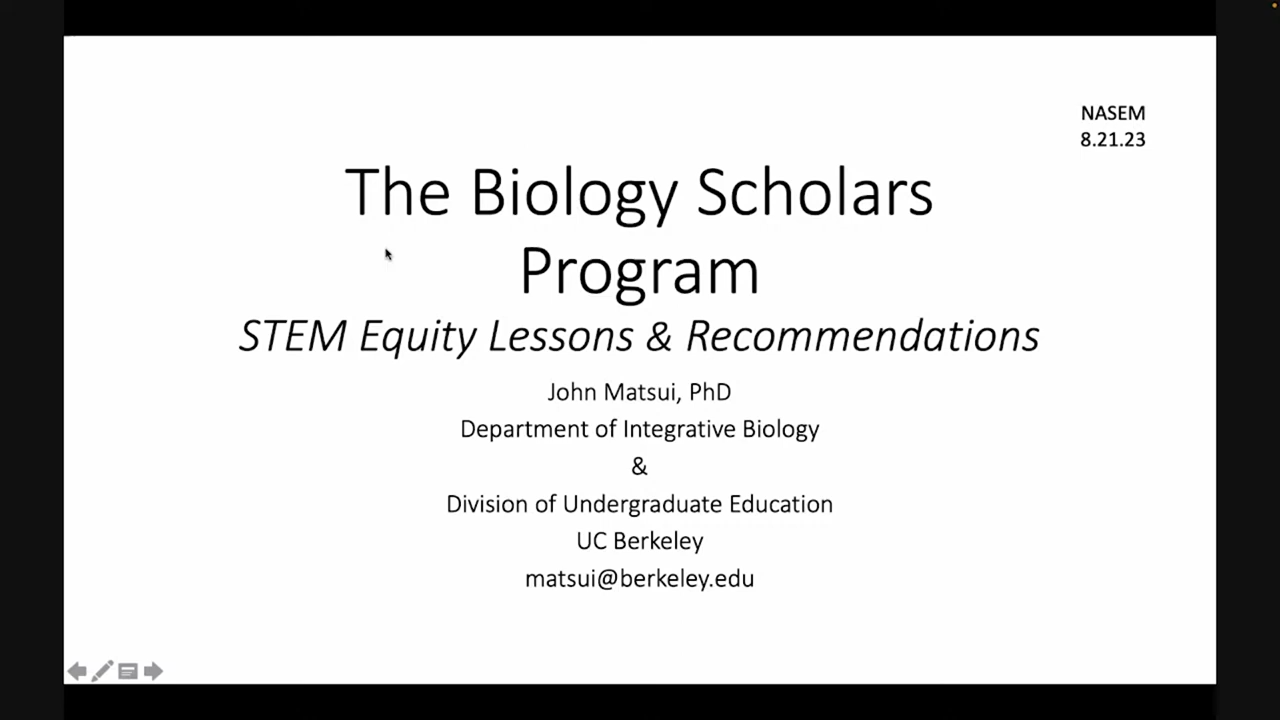 NASEM
8.21.23
The Biology Scholars
Program
STEM Equity Lessons & Recommendations
John Matsui, PhD
Department of Integrative Biology
&
Division of Undergraduate Education
UC Berkeley
matsui@berkeley.edu